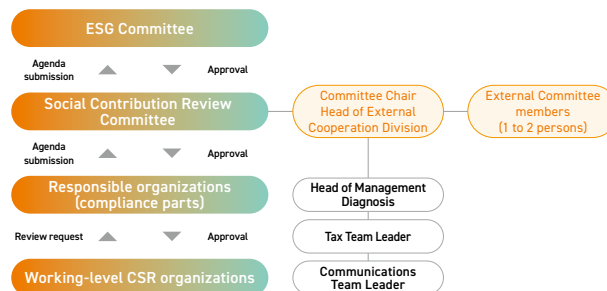 ESG Committee
Agenda
submission
Approval
Social Contribution Review
Committee
Committee Chair
Head of External
Cooperation Division
External Committee
members
(1 to 2 persons)
Agenda
submission
Approval
Responsible organizations
(compliance parts)
Head of Management
Diagnosis
Review request
Approval
Tax Team Leader
Working-level CSR organizations
Communications
Team Leader